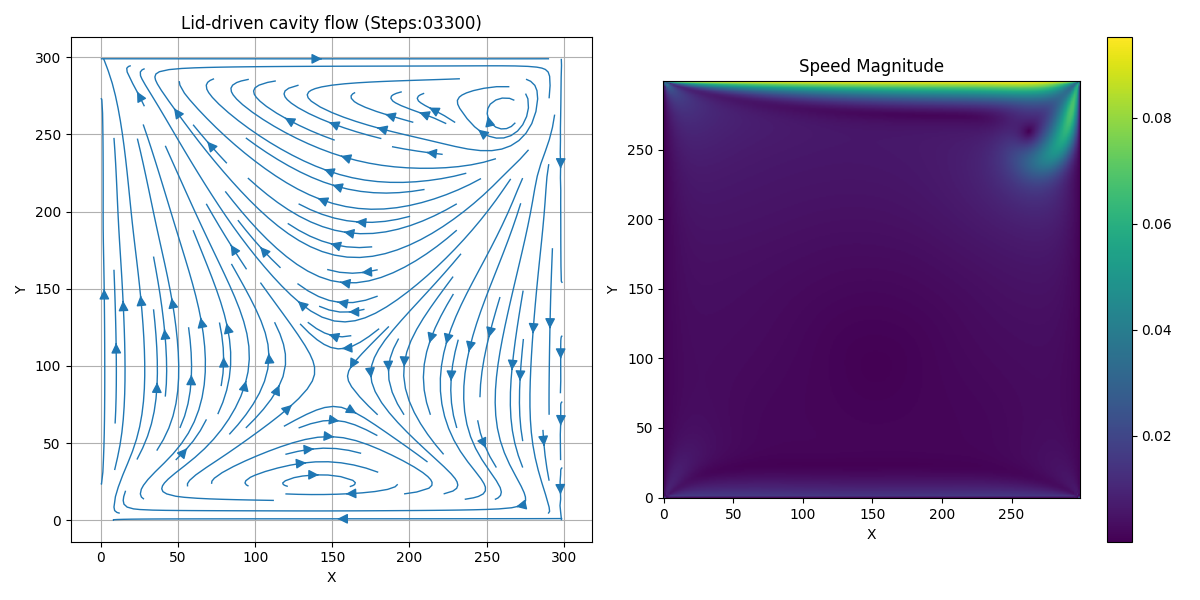 Lid-driven cavity flow (Steps:03300)
300
250
200
150
100
50
0
Y
0 50 100 150 200 250 300
X
Speed Magnitude
250
200
150
100
50
0
Y
0 50 100 150 200 250
X
0.08
0.06
0.04
0.02